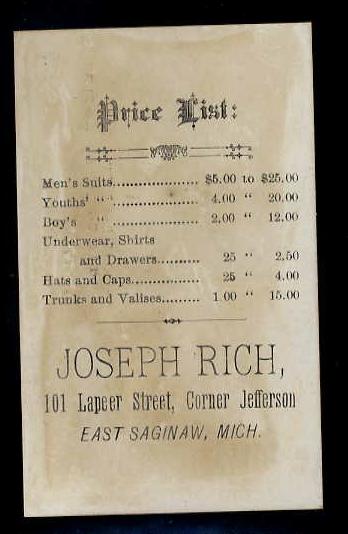 Price List:
Men's Suits.................... $5.00 to $25.00
Youths' “ .................... 4.00 “ 20.00
Boy's “ .................... 2.00 “ 12.00
Underwear, Shirts
and Drawers.......... 25 “ 2.50
Hats and Caps................ 25 “ 4.00
Trunks and Valises......... 1 00 “ 15.00
JOSEPH RICH,
101 Lapeer Street, Corner Jefferson
EAST SAGINAW, MICH.